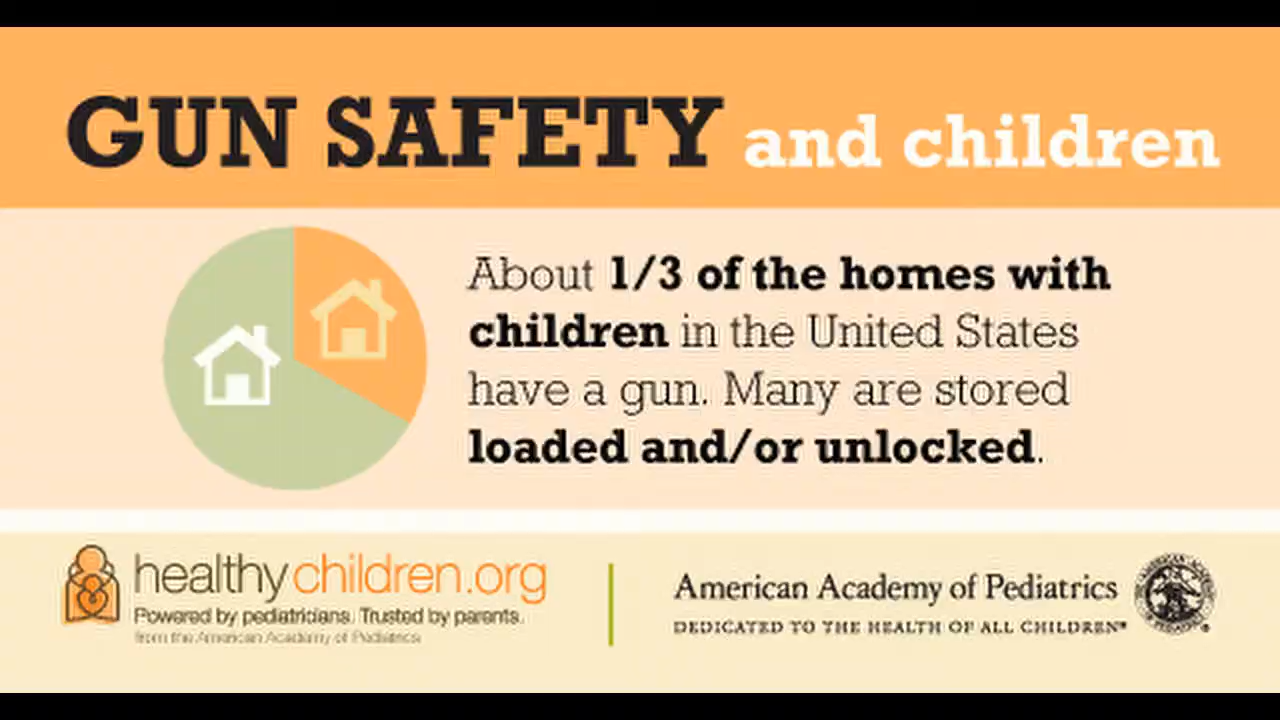 GUN SAFETY and children
About 1/3 of the homes with
children in the United States
have a gun. Many are stored
loaded and/or unlocked.
healthychildren.org
Powered by pediatricians. Trusted by parents.
from the American Academy of Pediatrics
American Academy of Pediatrics
DEDICATED TO THE HEALTH OF ALL CHILDREN®